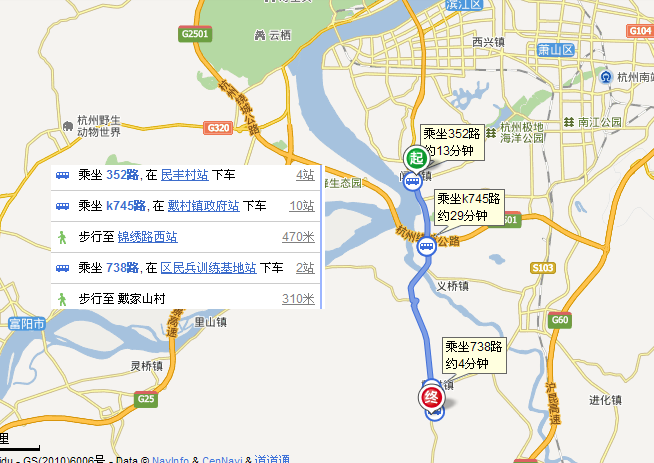 滨江区
G2501
云栖
西兴镇
G104
萧山区
杭州南站
杭州绕城公路
杭州野生
动物世界
G320
杭州极地
海洋公园
南江公园
乘坐352路
约13分钟
起
乘坐 352路, 在 民丰村站 下车 4站
生态园
乘坐 k745路, 在 戴村镇政府站 下车 10站
乘坐k745路
约29分钟
步行至 锦绣路西站 470米
乘坐 738路, 在 区民兵训练基地站 下车 2站
步行至 戴家山村 310米
S103
义桥镇
富阳市
里山镇
G60
灵桥镇
乘坐738路
约4分钟
终
G25
进化镇
里
GS(2010)6006号 - Data © NavInfo & CenNavi & 道道通